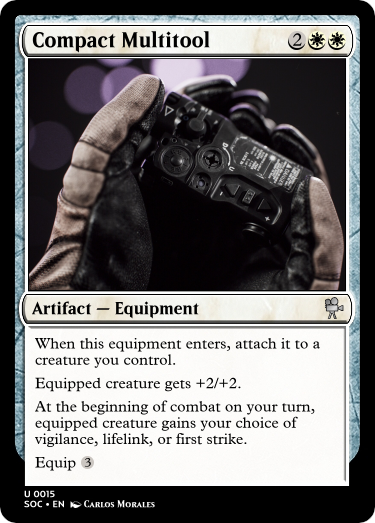 Compact Multitool 2
Artifact — Equipment
When this equipment enters, attach it to a
creature you control.
Equipped creature gets +2/+2.
At the beginning of combat on your turn,
equipped creature gains your choice of
vigilance, lifelink, or first strike.
Equip 3
U 0015
SOC • EN Carlos Morales